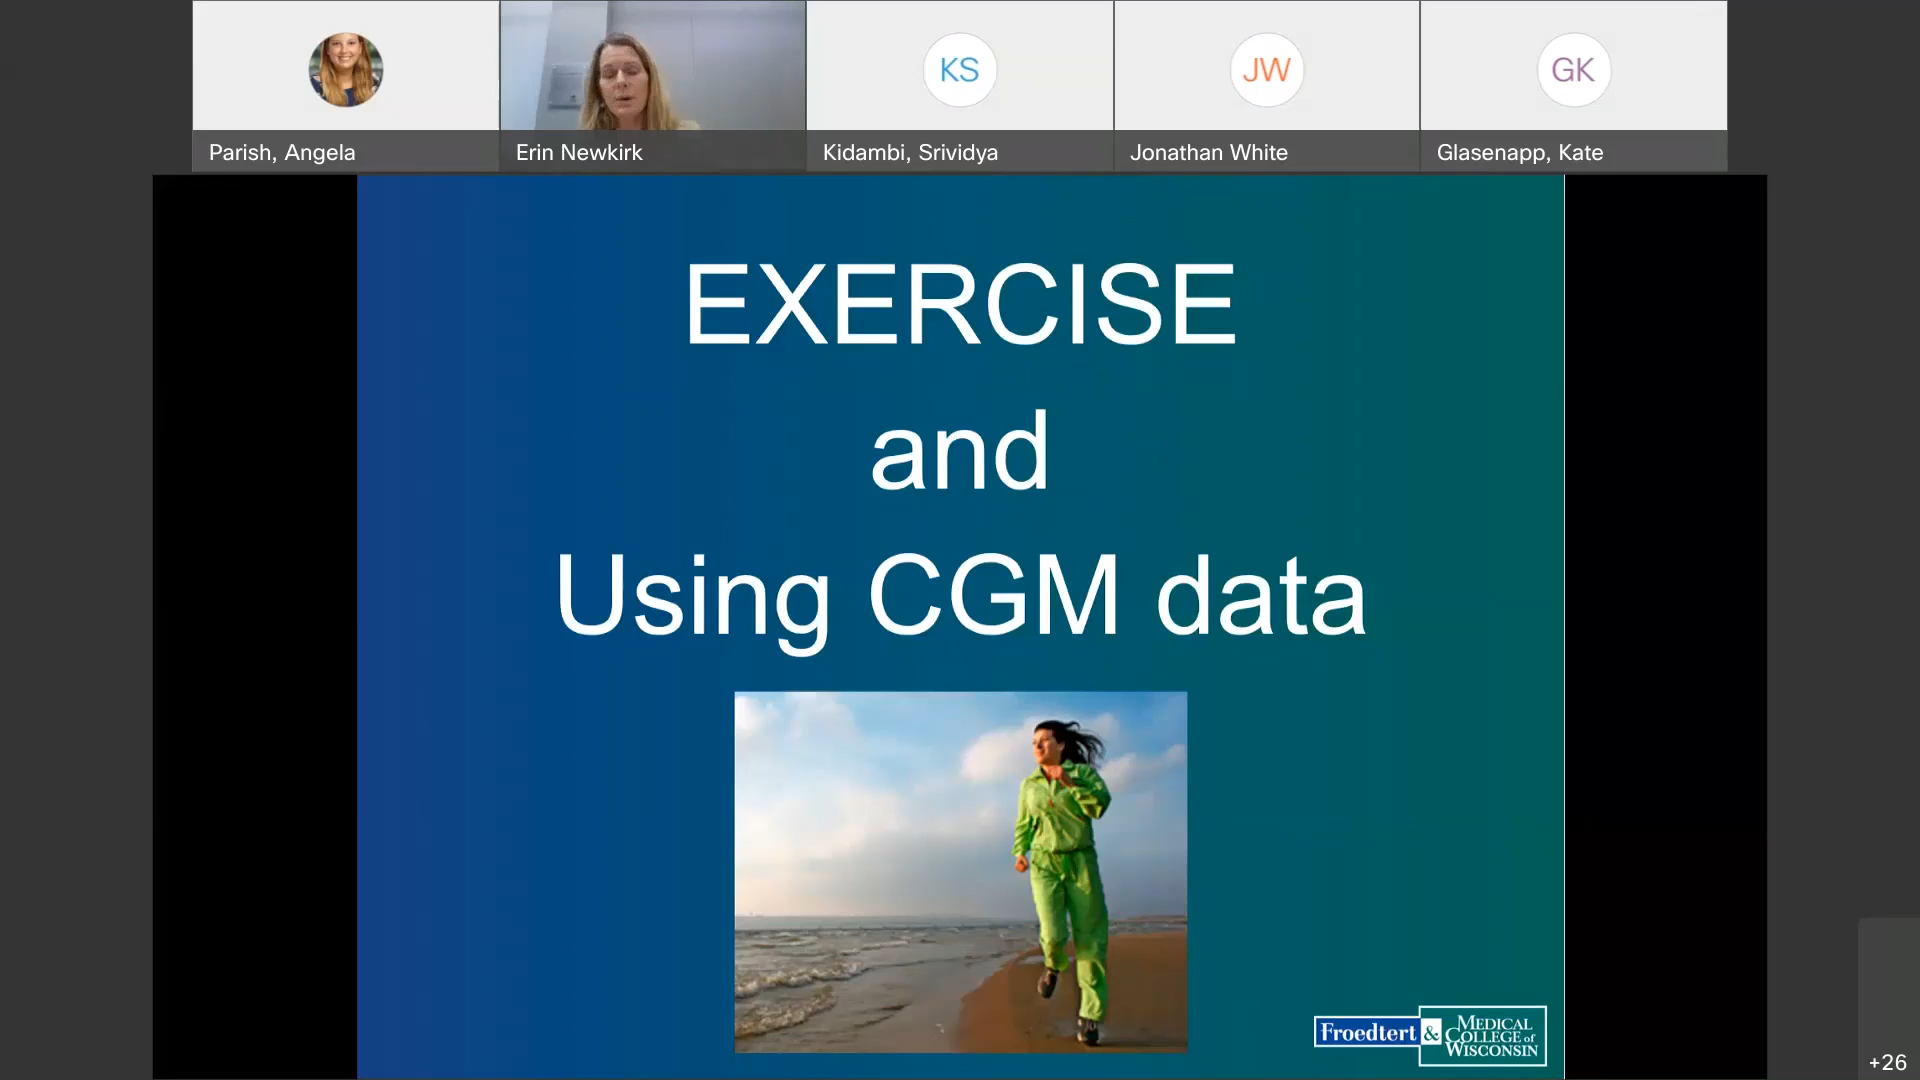 KS
JW
GK
Parish, Angela
Erin Newkirk
Kidambi, Srividya
Jonathan White
Glasenapp, Kate
EXERCISE
and
Using CGM data
Froedtert & MEDICAL
COLLEGE of
WISCONSIN
+26